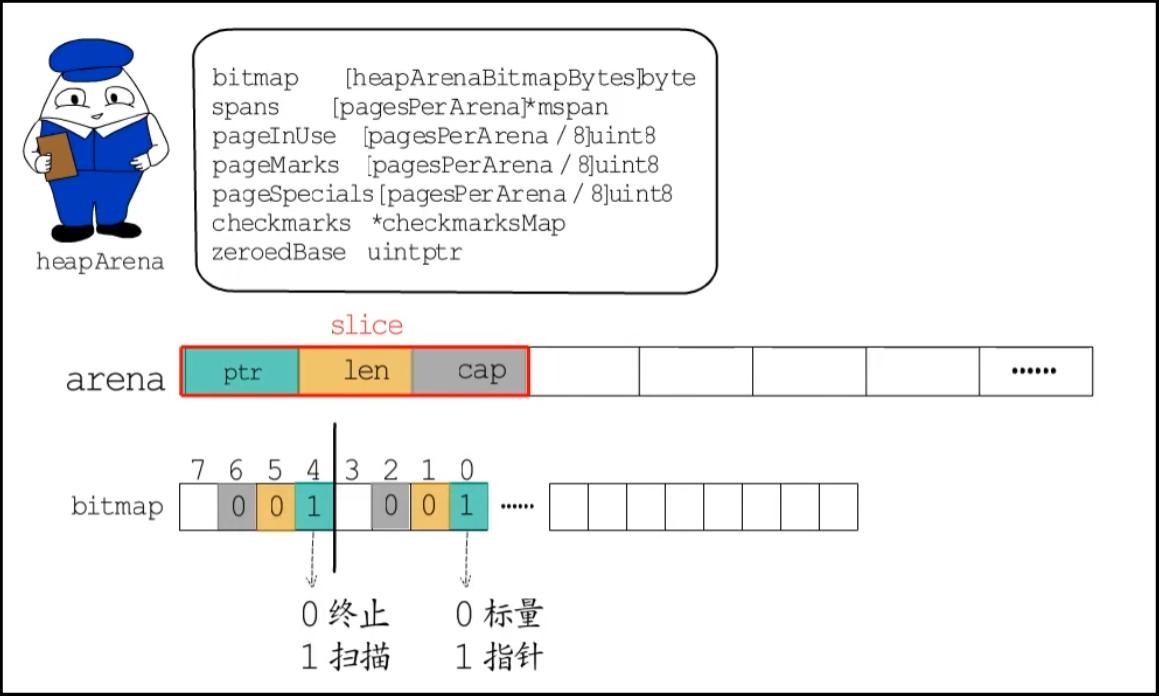 bitmap [heapArenaBitmapBytes]byte
spans [pagesPerArena]*mspan
pageInUse [pagesPerArena / 8]uint8
pageMarks [pagesPerArena / 8]uint8
pageSpecials [pagesPerArena / 8]uint8
checkmarks *checkmarksMap
zeroedBase uintptr
heapArena
slice
arena ptr len cap ······
7 6 5 4 3 2 1 0
bitmap 0 0 1 0 0 1 ······
0 终止 0 标量
1 扫描 1 指针